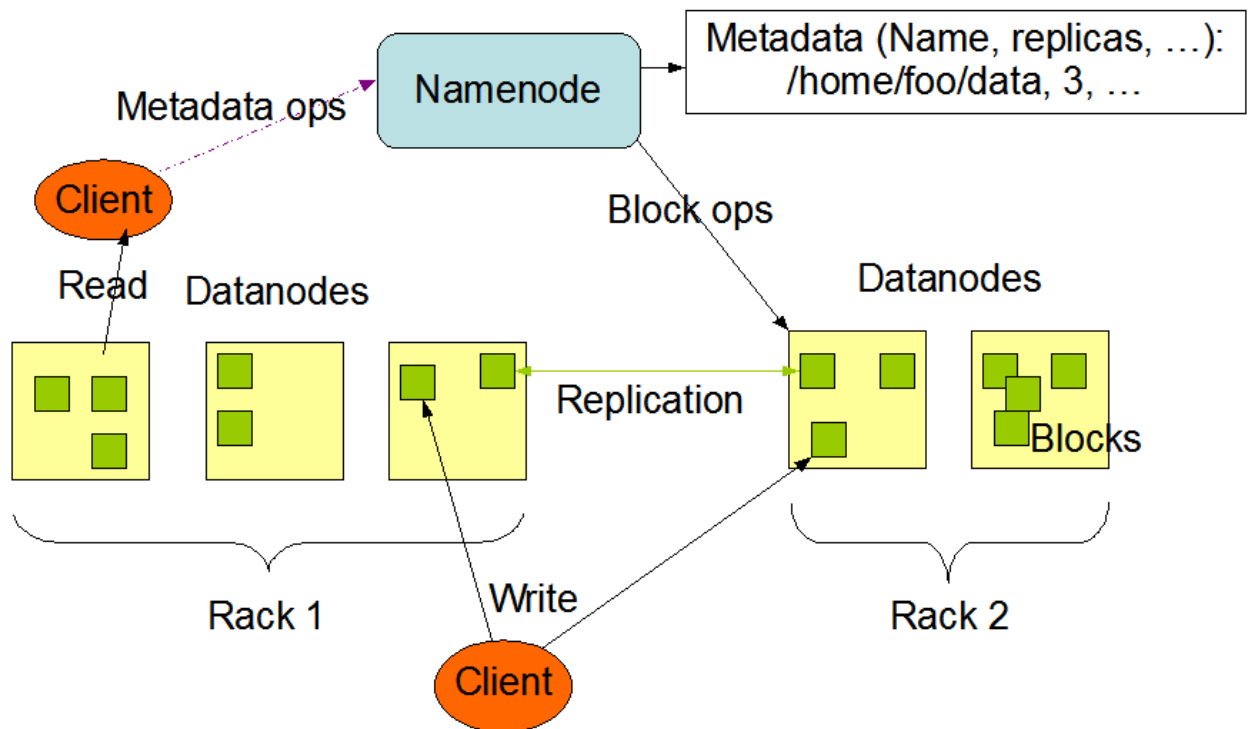 Metadata (Name, replicas, …):
/home/foo/data, 3, …
Namenode
Metadata ops
Client
Block ops
Read
Datanodes
Datanodes
Replication
Blocks
Rack 1
Write
Rack 2
Client